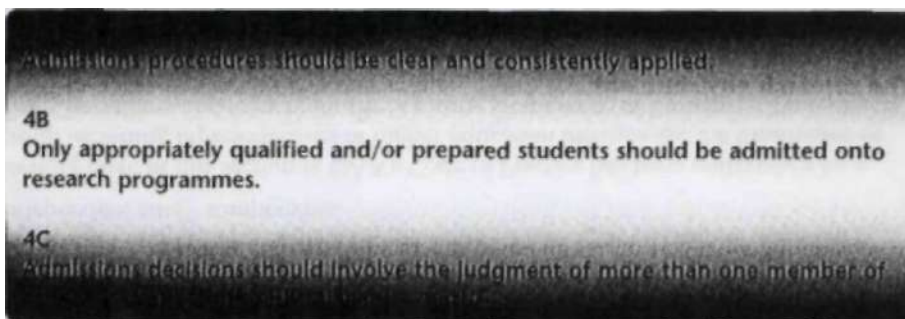 Admissions procedures should be clear and consistently applied.
4B
Only appropriately qualified and/or prepared students should be admitted onto
research programmes.
4C
Admissions decisions should involve the judgment of more than one member of